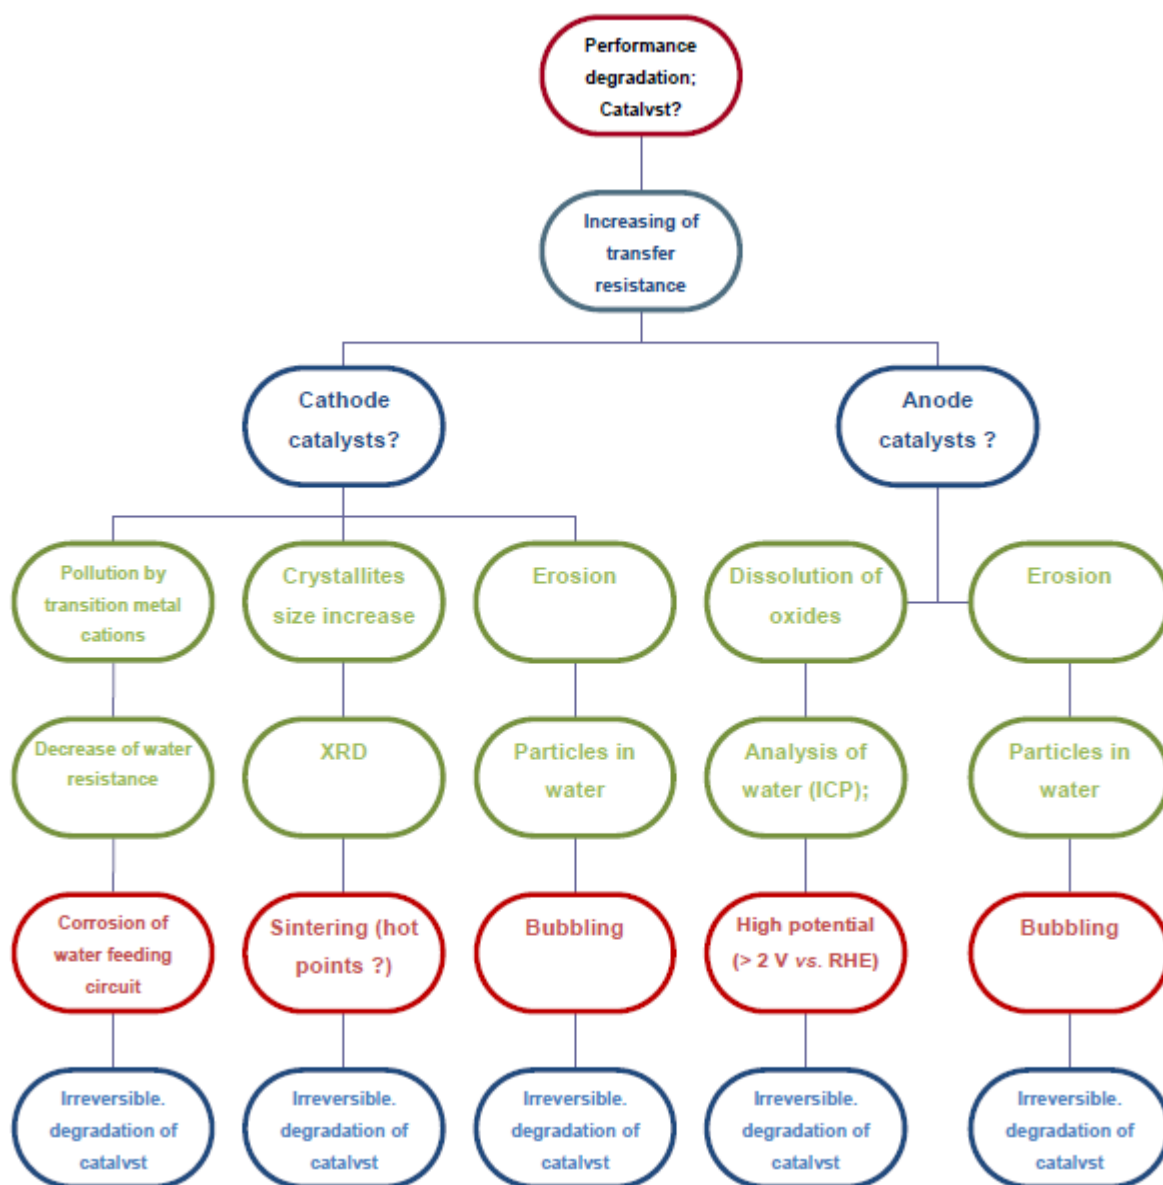 Performance
degradation;
Catalvst?
Increasing of
transfer
resistance
Cathode
catalysts?
Anode
catalysts ?
Pollution by
transition metal
cations
Crystallites
size increase
Erosion
Dissolution of
oxides
Erosion
Decrease of water
resistance
XRD
Particles in
water
Analysis of
water (ICP);
Particles in
water
Corrosion of
water feeding
circuit
Sintering (hot
points ?)
Bubbling
High potential
(> 2 V vs. RHE)
Bubbling
Irreversible.
degradation of
catalvst
Irreversible.
degradation of
catalvst
Irreversible.
degradation of
catalvst
Irreversible.
degradation of
catalvst
Irreversible.
degradation of
catalvst